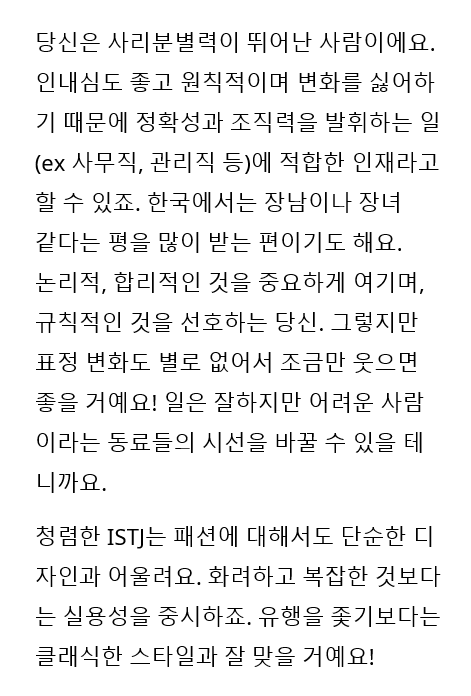 당신은 사리분별력이 뛰어난 사람이에요.
인내심도 좋고 원칙적이며 변화를 싫어하
기 때문에 정확성과 조직력을 발휘하는 일
(ex 사무직, 관리직 등)에 적합한 인재라고
할 수 있죠. 한국에서는 장남이나 장녀
같다는 평을 많이 받는 편이기도 해요.
논리적, 합리적인 것을 중요하게 여기며,
규칙적인 것을 선호하는 당신. 그렇지만
표정 변화도 별로 없어서 조금만 웃으면
좋을 거예요! 일은 잘하지만 어려운 사람
이라는 동료들의 시선을 바꿀 수 있을 테
니까요.
청렴한 ISTJ는 패션에 대해서도 단순한 디
자인과 어울려요. 화려하고 복잡한 것보다
는 실용성을 중시하죠. 유행을 좇기보다는
클래식한 스타일과 잘 맞을 거예요!